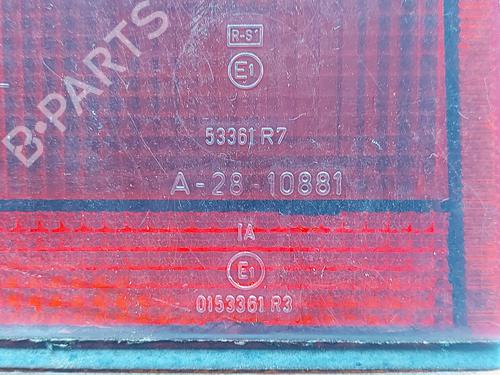 B-PARTS
R-S1
E1
53361 R7
A-28-10881
IA
E1
0153361 R3